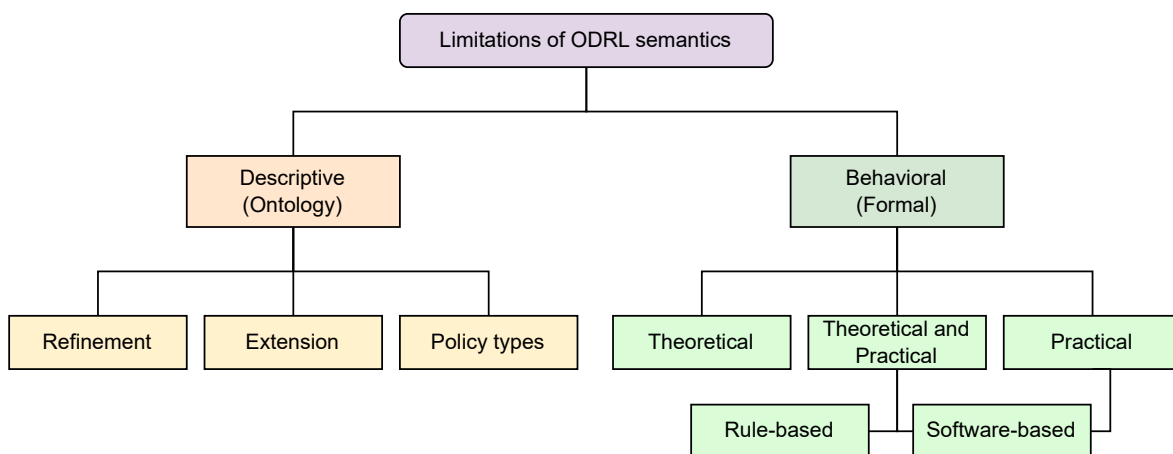 Limitations of ODRL semantics
Descriptive
(Ontology)
Behavioral
(Formal)
Refinement
Extension
Policy types
Theoretical
Theoretical and
Practical
Practical
Rule-based
Software-based